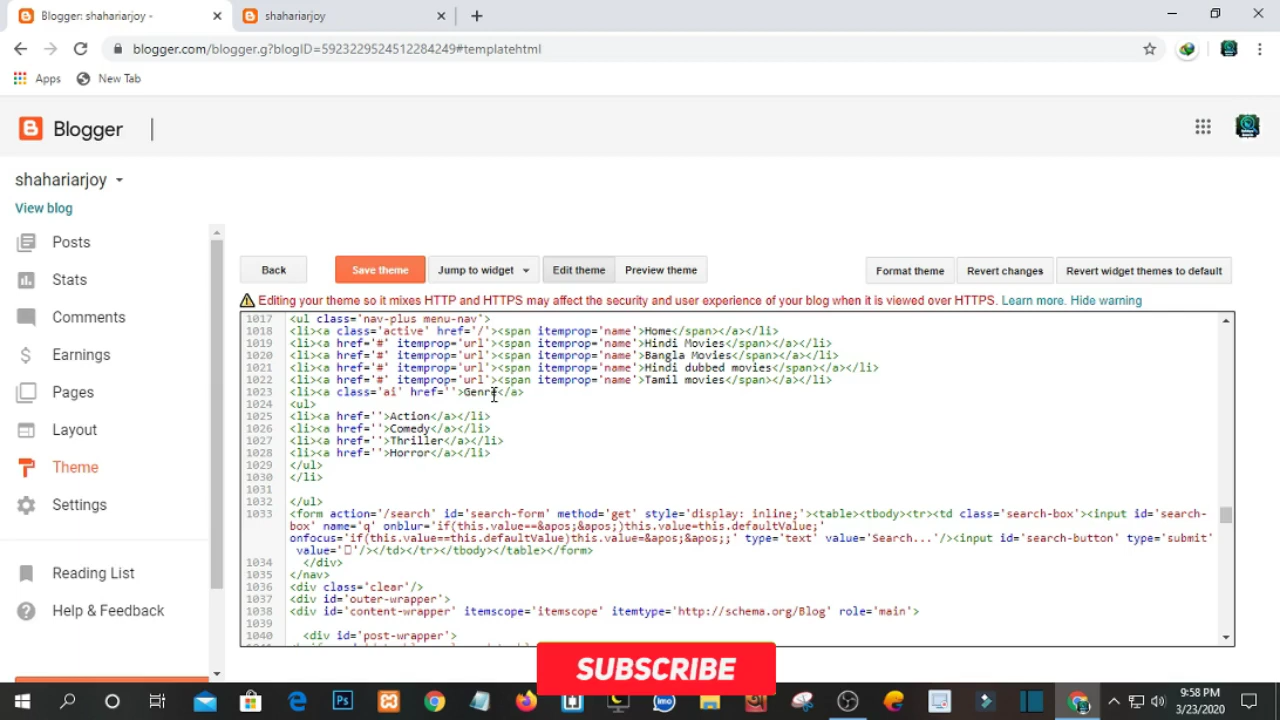 Blogger: shahariarjoy -
shahariarjoy
blogger.com/blogger.g?blogID=5923229524512284249#templatehtml
Apps
New Tab
Blogger
shahariarjoy
View blog
Posts
Stats
Comments
Earnings
Pages
Layout
Theme
Settings
Reading List
Help & Feedback
Back
Save theme
Jump to widget
Edit theme
Preview theme
Format theme
Revert changes
Revert widget themes to default
Editing your theme so it mixes HTTP and HTTPS may affect the security and user experience of your blog when it is viewed over HTTPS. Learn more. Hide warning
1017 <ul class='nav-plus menu-nav'>
1018 <li><a class='active' href='/'><span itemprop='name'>Home</span></a></li>
1019 <li><a href='#' itemprop='url'><span itemprop='name'>Hindi Movies</span></a></li>
1020 <li><a href='#' itemprop='url'><span itemprop='name'>Bangla Movies</span></a></li>
1021 <li><a href='#' itemprop='url'><span itemprop='name'>Hindi dubbed movies</span></a></li>
1022 <li><a href='#' itemprop='url'><span itemprop='name'>Tamil movies</span></a></li>
1023 <li><a class='ai' href=''>Genre</a>
1024 <ul>
1025 <li><a href=''>Action</a></li>
1026 <li><a href=''>Comedy</a></li>
1027 <li><a href=''>Thriller</a></li>
1028 <li><a href=''>Horror</a></li>
1029 </ul>
1030 </li>
1031
1032 </ul>
1033 <form action='/search' id='search-form' method='get' style='display: inline;'><table><tbody><tr><td class='search-box'><input id='search-
box' name='q' onblur='if(this.value==&apos;&apos;)this.value=this.defaultValue;'
onfocus='if(this.value==this.defaultValue)this.value=&apos;&apos;;' type='text' value='Search...'/><input id='search-button' type='submit'
value=''/></td></tr></tbody></table></form>
1034 </div>
1035 </nav>
1036 <div class='clear'/>
1037 <div id='outer-wrapper'>
1038 <div id='content-wrapper' itemscope='itemscope' itemtype='http://schema.org/Blog' role='main'>
1039
1040 <div id='post-wrapper'>
SUBSCRIBE
9:58 PM
3/23/2020